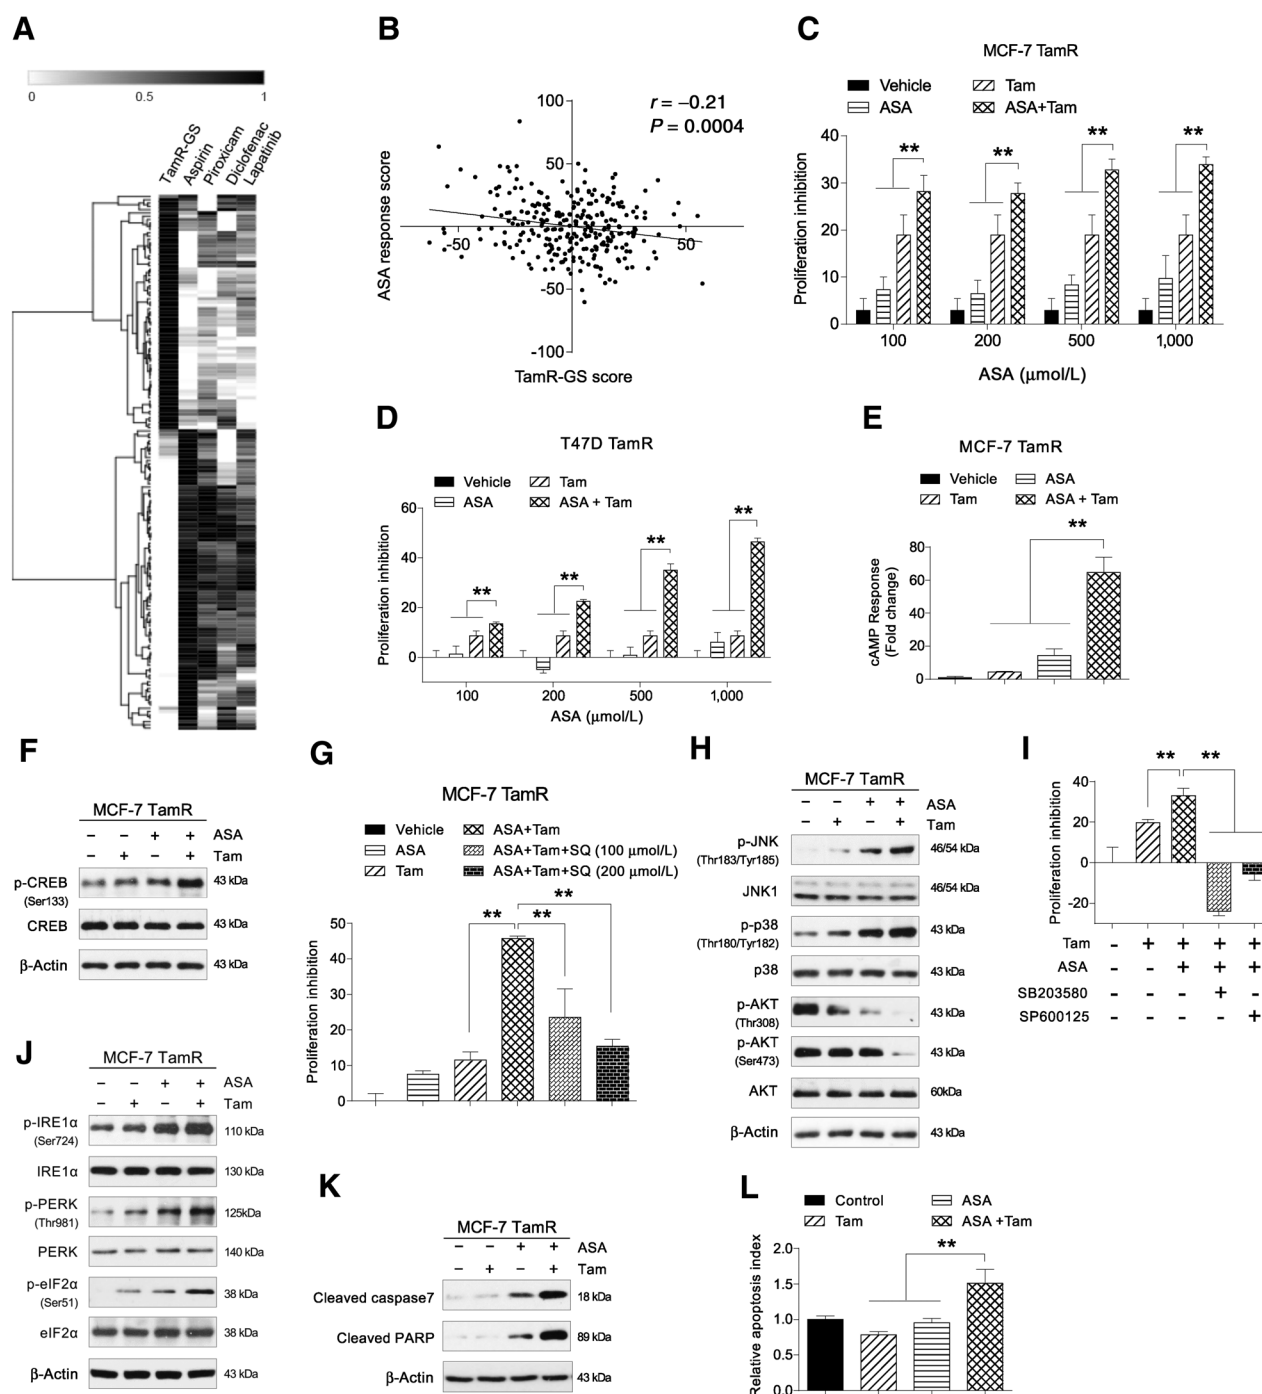 A
0 0.5 1
TamR-GS
Aspirin
Piroxicam
Diclofenac
Lapatinib
B
r = −0.21
P = 0.0004
100
50
-50
-100
-50 50
ASA response score
TamR-GS score
C
MCF-7 TamR
Vehicle Tam
ASA ASA+Tam
Proliferation inhibition
40
30
20
10
0
** ** ** **
100 200 500 1,000
ASA (μmol/L)
D
T47D TamR
Vehicle Tam
ASA ASA + Tam
Proliferation inhibition
60
40
20
0
** ** ** **
100 200 500 1,000
ASA (μmol/L)
E
MCF-7 TamR
Vehicle ASA
Tam ASA + Tam
cAMP Response
(Fold change)
80
60
40
20
0
**
F
MCF-7 TamR
– – + + ASA
– + – + Tam
p-CREB 43 kDa
(Ser133)
CREB 43 kDa
β-Actin 43 kDa
G
MCF-7 TamR
Vehicle ASA+Tam
ASA ASA+Tam+SQ (100 μmol/L)
Tam ASA+Tam+SQ (200 μmol/L)
Proliferation inhibition
50
40
30
20
10
0
** ** **
H
MCF-7 TamR
– – + + ASA
– + – + Tam
p-JNK 46/54 kDa
(Thr183/Tyr185)
JNK1 46/54 kDa
p-p38 43 kDa
(Thr180/Tyr182)
p38 43 kDa
p-AKT 43 kDa
(Thr308)
p-AKT 43 kDa
(Ser473)
AKT 60kDa
β-Actin 43 kDa
I
** **
Proliferation inhibition
40
20
0
-20
Tam - + + + +
ASA - - + + +
SB203580 - - - + -
SP600125 - - - - +
J
MCF-7 TamR
– – + + ASA
– + – + Tam
p-IRE1α 110 kDa
(Ser724)
IRE1α 130 kDa
p-PERK 125kDa
(Thr981)
PERK 140 kDa
p-eIF2α 38 kDa
(Ser51)
eIF2α 38 kDa
β-Actin 43 kDa
K
MCF-7 TamR
– – + + ASA
– + – + Tam
Cleaved caspase7 18 kDa
Cleaved PARP 89 kDa
β-Actin 43 kDa
L
Control ASA
Tam ASA +Tam
Relative apoptosis index
2.0
1.5
1.0
0.5
0.0
**